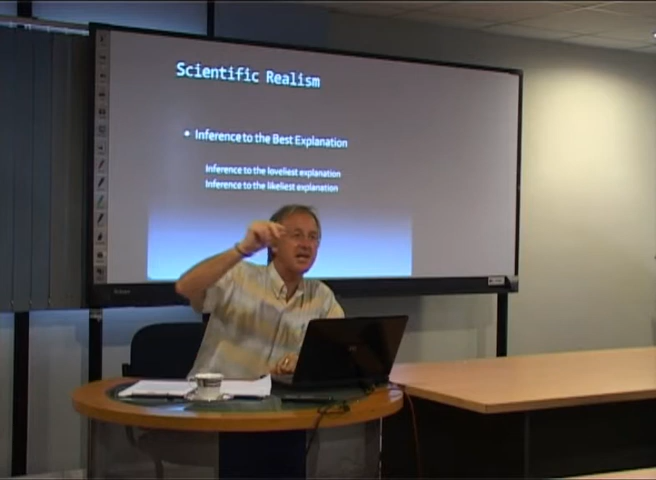 Scientific Realism
• Inference to the Best Explanation
Inference to the loveliest explanation
Inference to the likeliest explanation